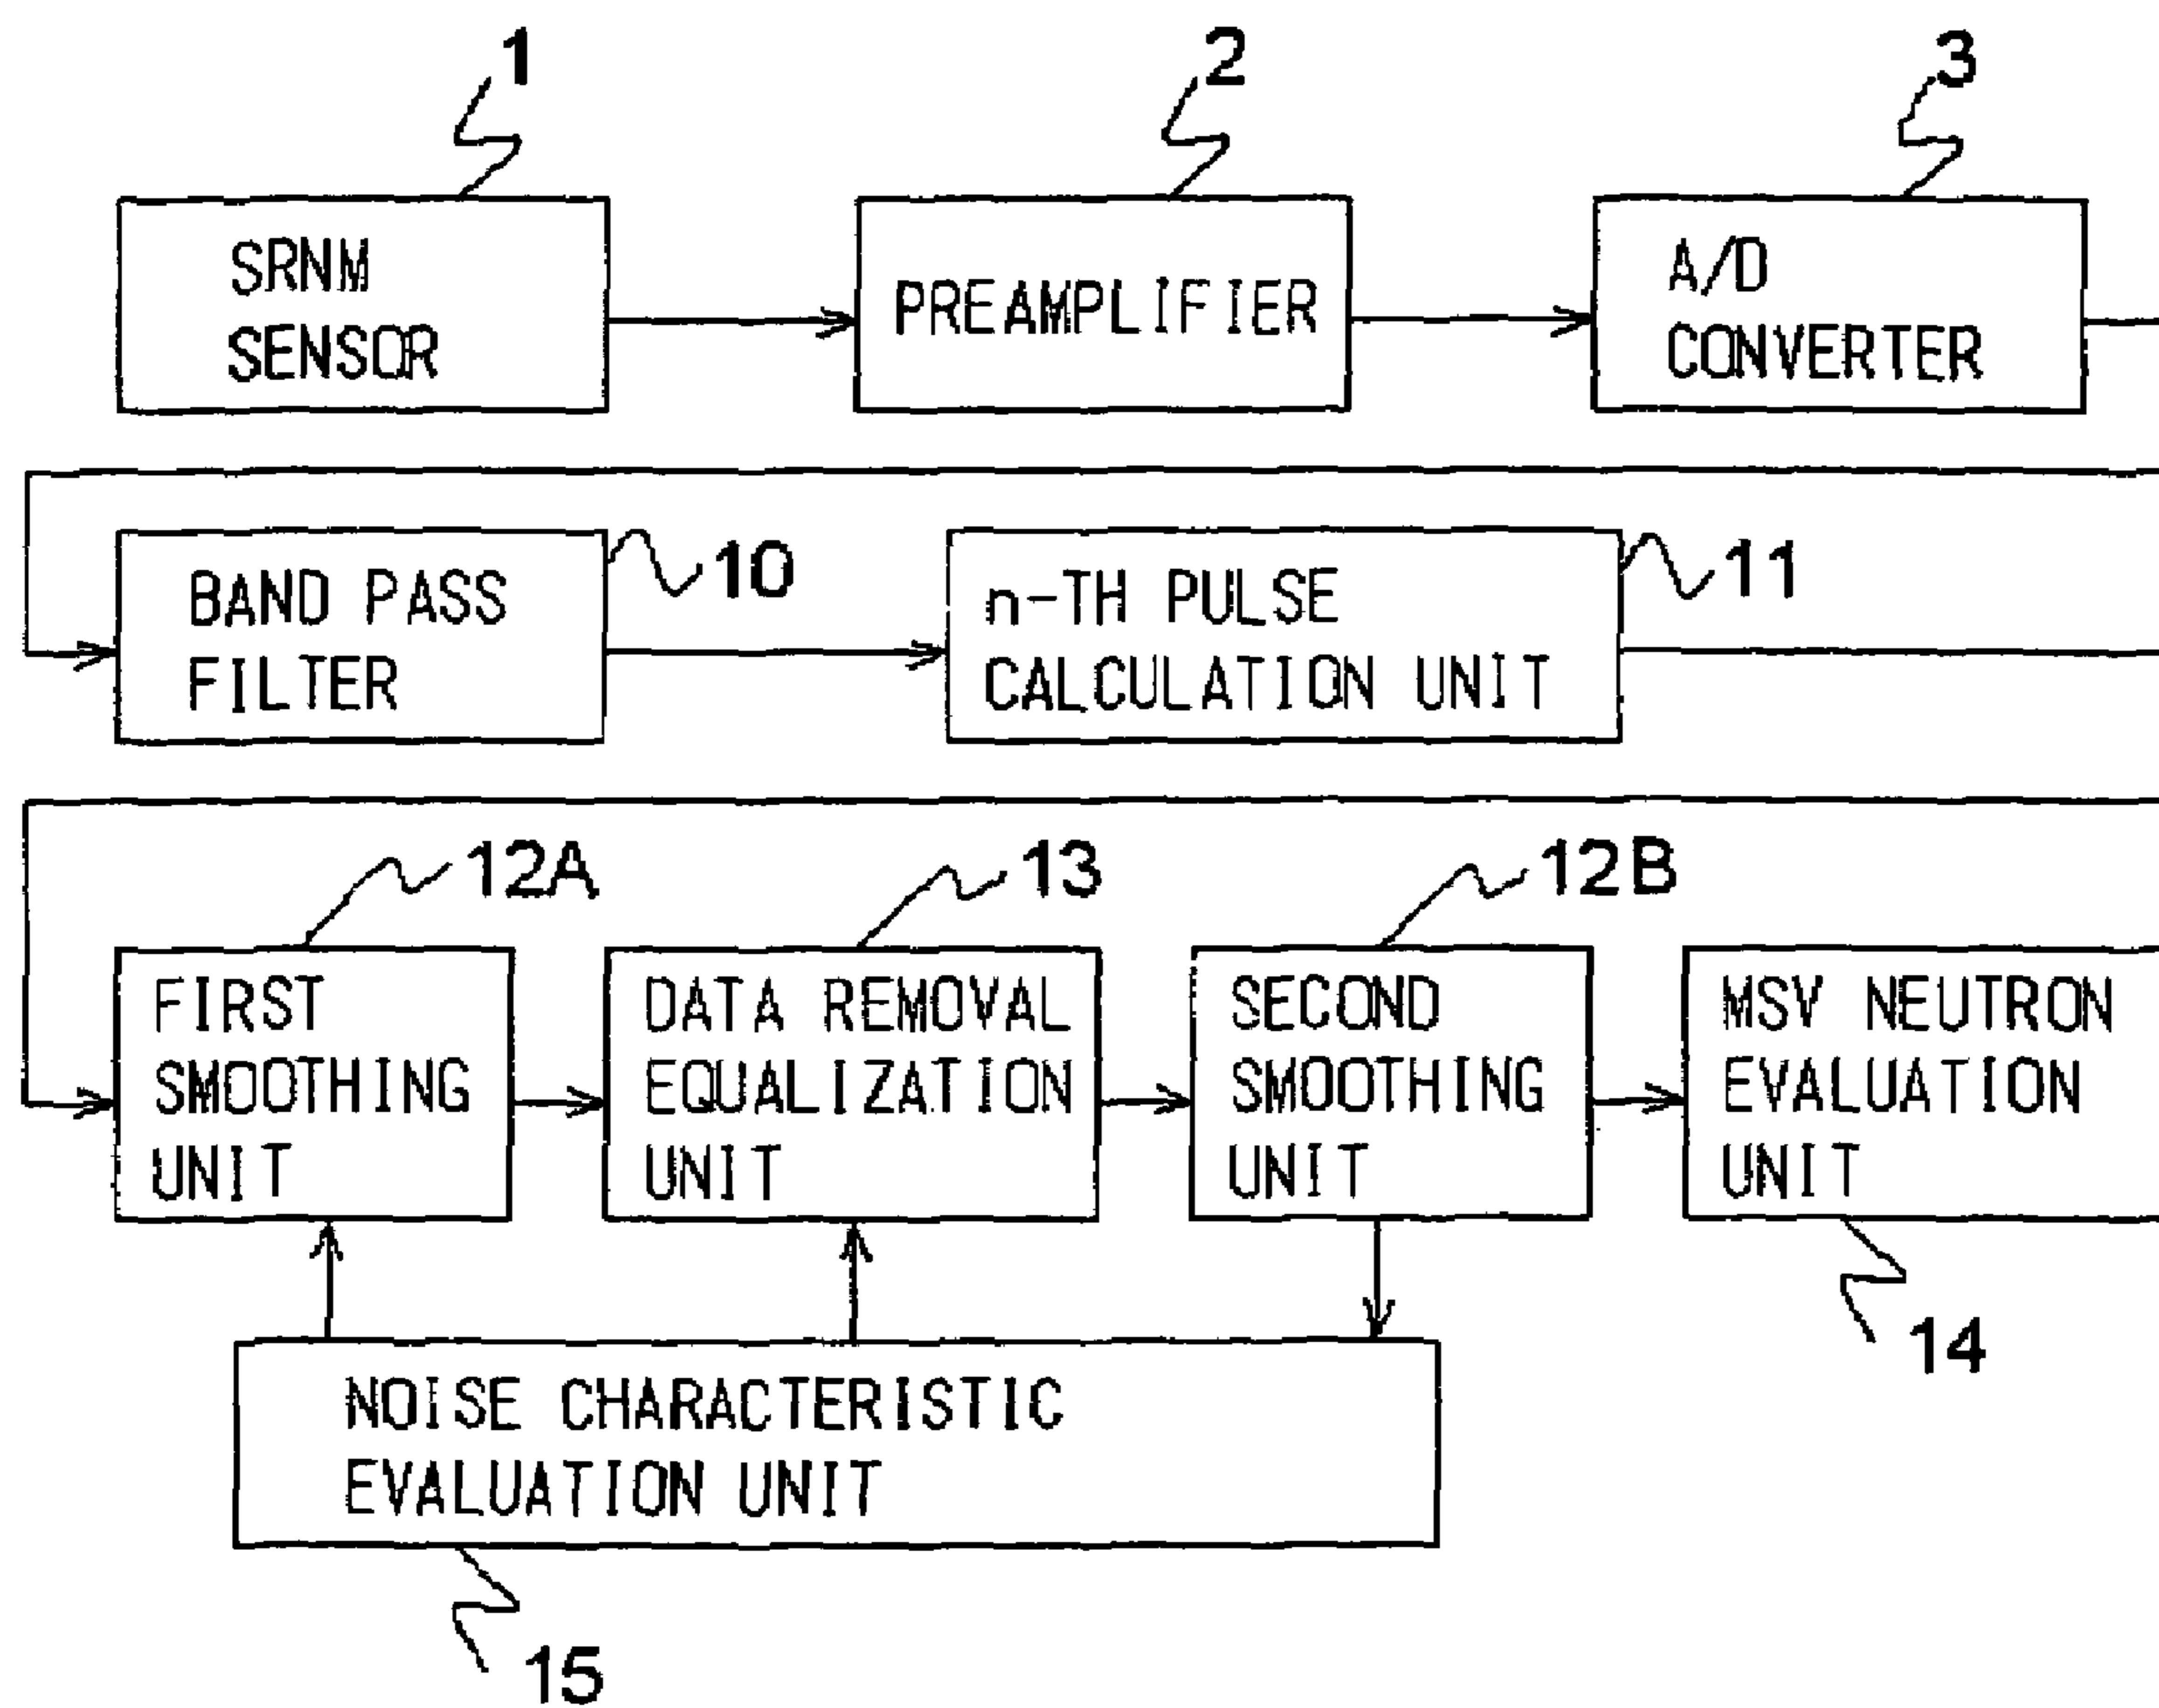 1
2
3
SRNM
SENSOR
PREAMPLIFIER
A/D
CONVERTER
BAND PASS
FILTER
10
n-TH PULSE
CALCULATION UNIT
11
12A
13
12B
FIRST
SMOOTHING
UNIT
DATA REMOVAL
EQUALIZATION
UNIT
SECOND
SMOOTHING
UNIT
MSV NEUTRON
EVALUATION
UNIT
14
NOISE CHARACTERISTIC
EVALUATION UNIT
15